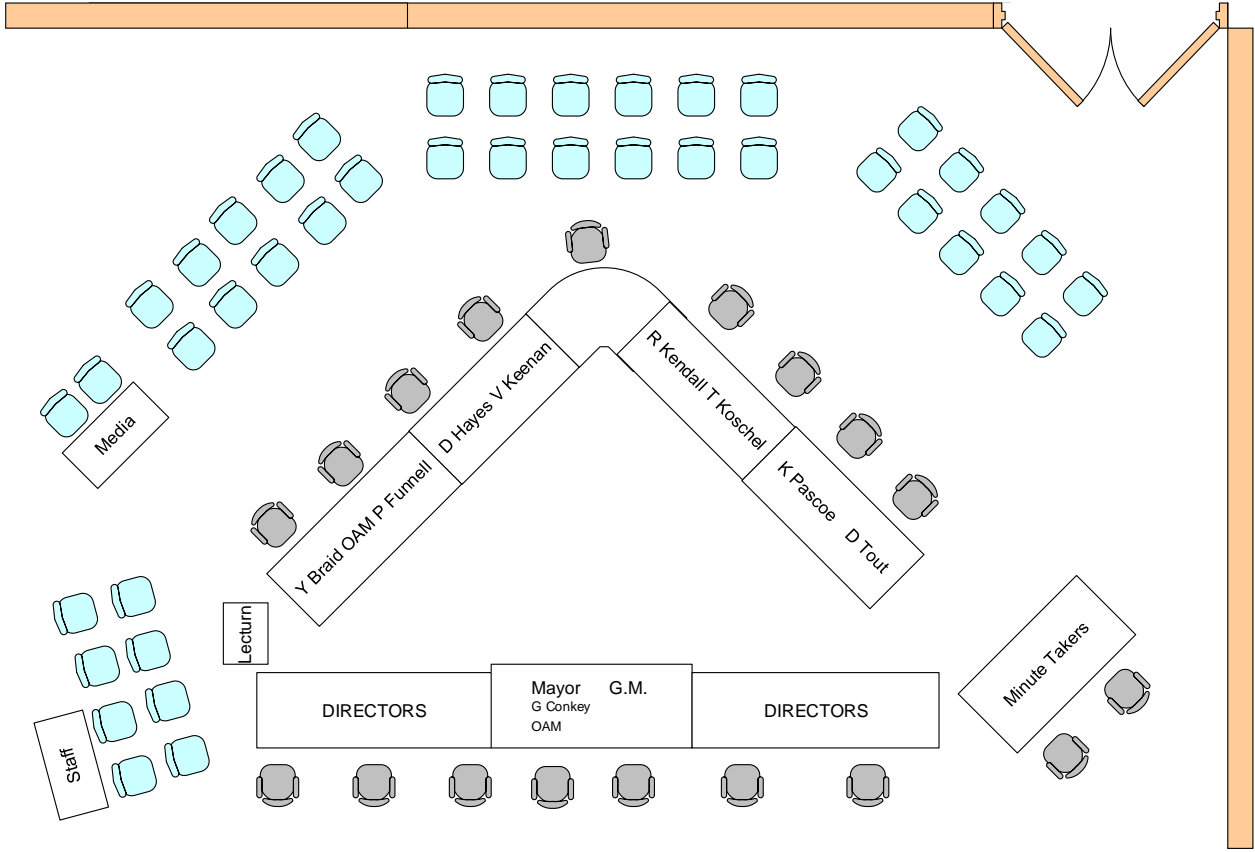 D Hayes V Keenan
R Kendall T Koschel
Media
Y Braid OAM P Funnell
K Pascoe D Tout
Lecturn
Minute Takers
Mayor G.M.
G Conkey
OAM
DIRECTORS
DIRECTORS
Staff